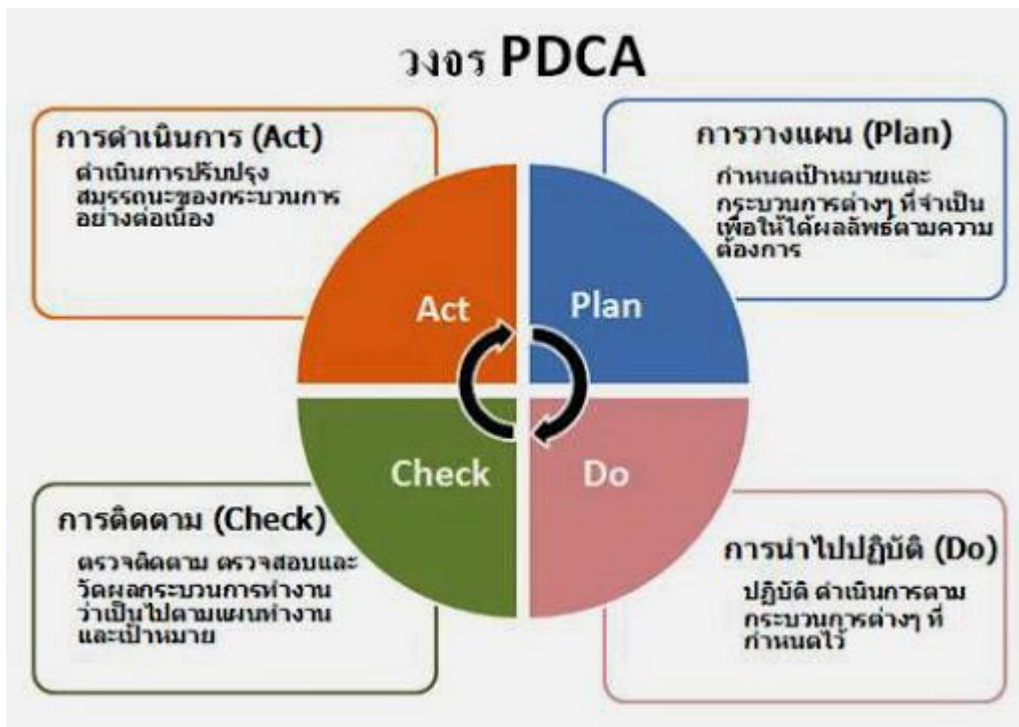 วงจร PDCA
การดำเนินการ (Act)
ดำเนินการปรับปรุง
สมรรถนะของกระบวนการ
อย่างต่อเนื่อง
การวางแผน (Plan)
กำหนดเป้าหมายและ
กระบวนการต่างๆ ที่จำเป็น
เพื่อให้ได้ผลลัพธ์ตามความ
ต้องการ
Act
Plan
Check
Do
การติดตาม (Check)
ตรวจติดตาม ตรวจสอบและ
วัดผลกระบวนการทำงาน
ว่าเป็นไปตามแผนทำงาน
และเป้าหมาย
การนำไปปฏิบัติ (Do)
ปฏิบัติ ดำเนินการตาม
กระบวนการต่างๆ ที่
กำหนดไว้